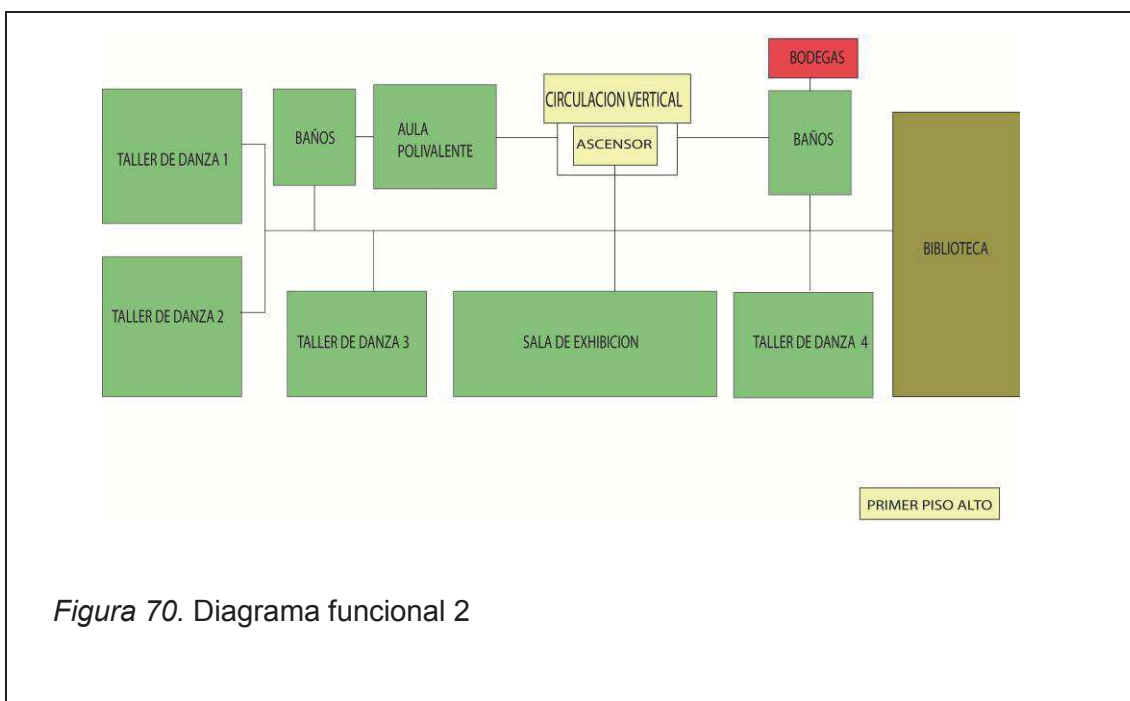 BODEGAS
CIRCULACION VERTICAL
ASCENSOR
TALLER DE DANZA 1
BAÑOS
AULA
POLIVALENTE
BAÑOS
BIBLIOTECA
TALLER DE DANZA 2
TALLER DE DANZA 3
SALA DE EXHIBICION
TALLER DE DANZA 4
PRIMER PISO ALTO
Figura 70. Diagrama funcional 2